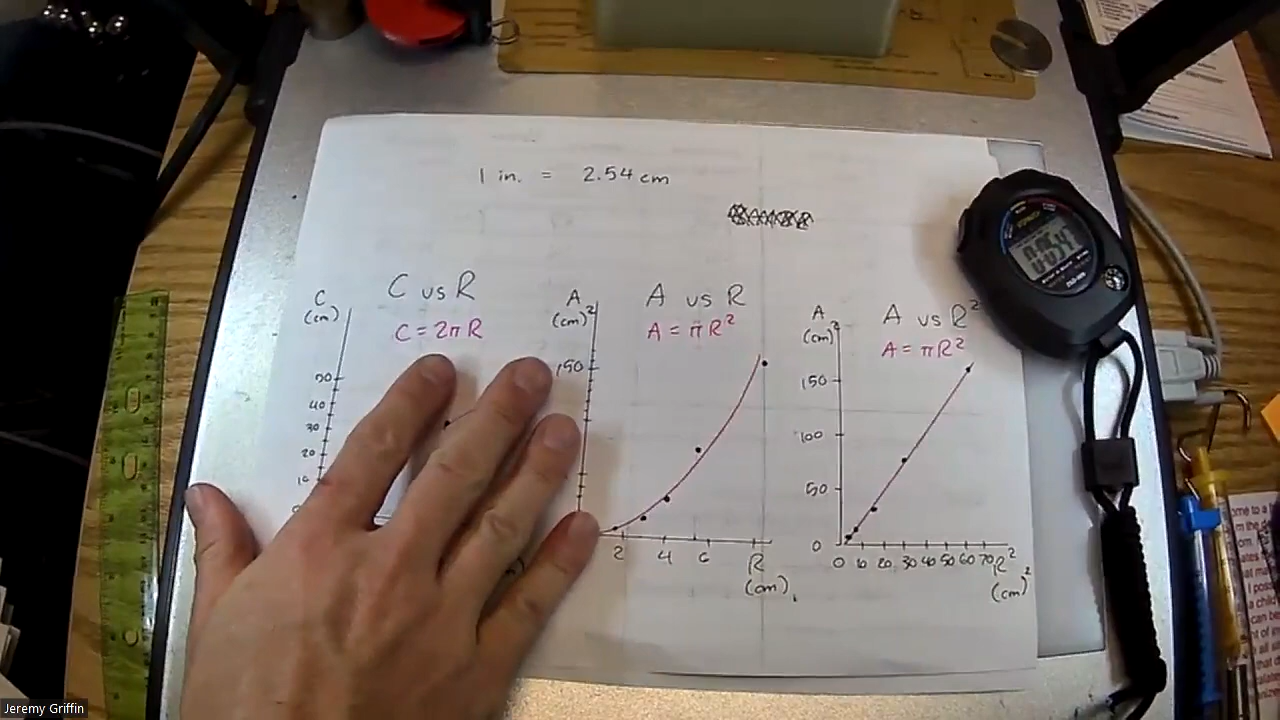 1 in. = 2.54 cm
C vs R
C = 2πR
C
(cm)
50
40
30
20
A vs R
A = πR²
A
(cm)²
150
2 4 6 R
(cm)
A vs R²
A = πR²
A
(cm)²
150
100
50
0
0 10 20 30 40 50 60 70 R²
(cm)²
Jeremy Griffin